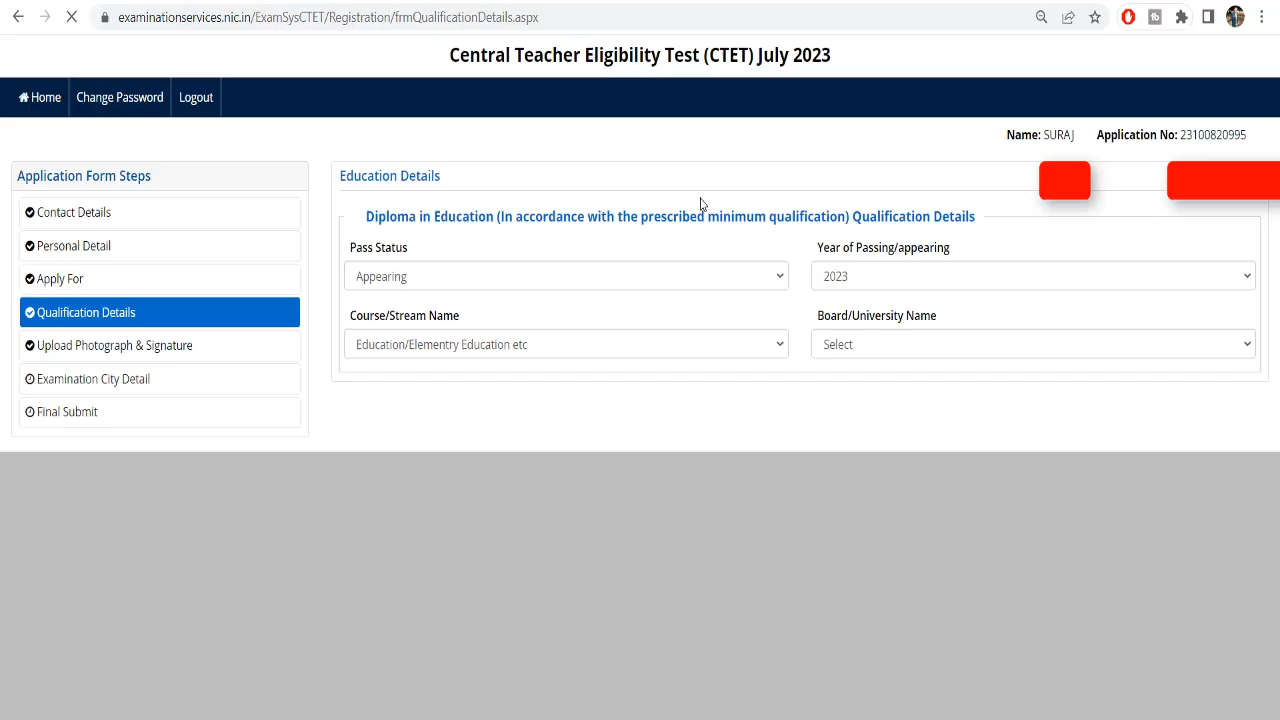 examinationservices.nic.in/ExamSysCTET/Registration/frmQualificationDetails.aspx
Central Teacher Eligibility Test (CTET) July 2023
Home Change Password Logout
Name: SURAJ Application No: 23100820995
Application Form Steps
Contact Details
Personal Detail
Apply For
Qualification Details
Upload Photograph & Signature
Examination City Detail
Final Submit
Education Details
Diploma in Education (In accordance with the prescribed minimum qualification) Qualification Details
Pass Status Year of Passing/appearing
Appearing 2023
Course/Stream Name Board/University Name
Education/Elementry Education etc Select